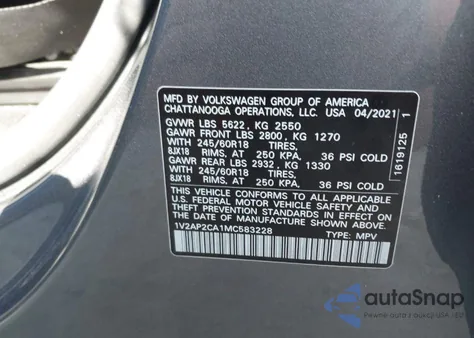 MFD BY VOLKSWAGEN GROUP OF AMERICA
CHATTANOOGA OPERATIONS, LLC. USA 04/2021
GVWR LBS 5622, KG 2550
GAWR FRONT LBS 2800, KG 1270
WITH 245/60R18 TIRES,
8JX18 RIMS. AT 250 KPA. 36 PSI COLD
GAWR REAR LBS 2932, KG 1330
WITH 245/60R18 TIRES,
8JX18 RIMS. AT 250 KPA. 36 PSI COLD
THIS VEHICLE CONFORMS TO ALL APPLICABLE
U.S. FEDERAL MOTOR VEHICLE SAFETY AND
THEFT PREVENTION STANDARDS IN EFFECT ON
THE DATE OF MANUFACTURE SHOWN ABOVE.
1V2AP2CA1MC583228 TYPE: MPV
1619125 1
autoSnap